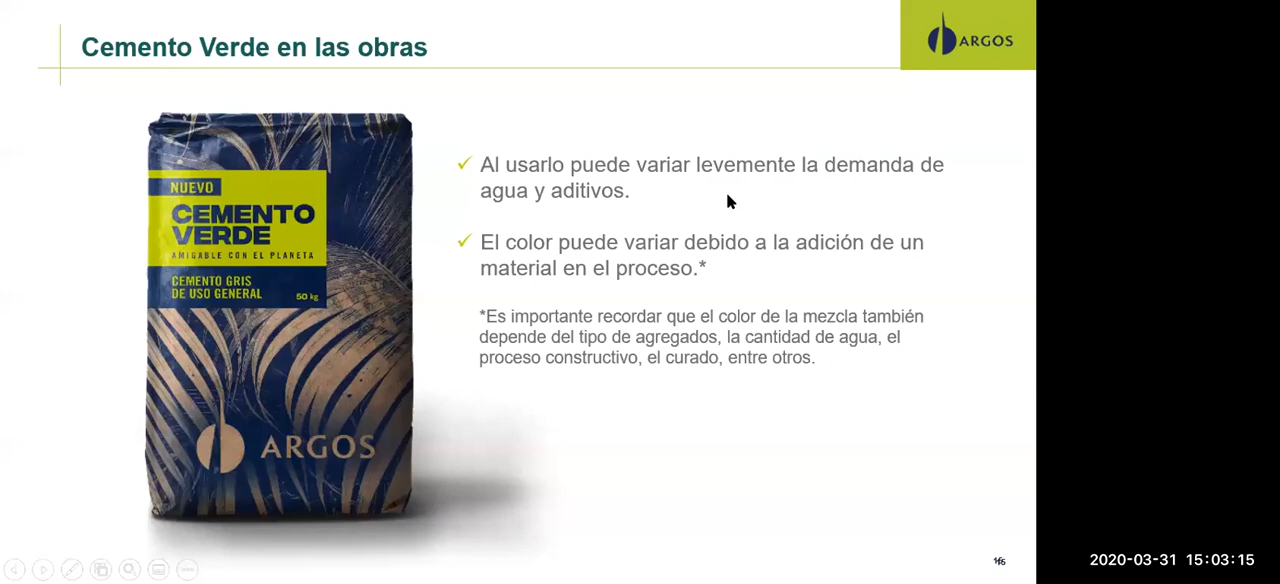 Cemento Verde en las obras
ARGOS
NUEVO
CEMENTO
VERDE
AMIGABLE CON EL PLANETA
CEMENTO GRIS
DE USO GENERAL 50 kg
ARGOS
✓ Al usarlo puede variar levemente la demanda de
agua y aditivos.
✓ El color puede variar debido a la adición de un
material en el proceso.*
*Es importante recordar que el color de la mezcla también
depende del tipo de agregados, la cantidad de agua, el
proceso constructivo, el curado, entre otros.
2020-03-31 15:03:15